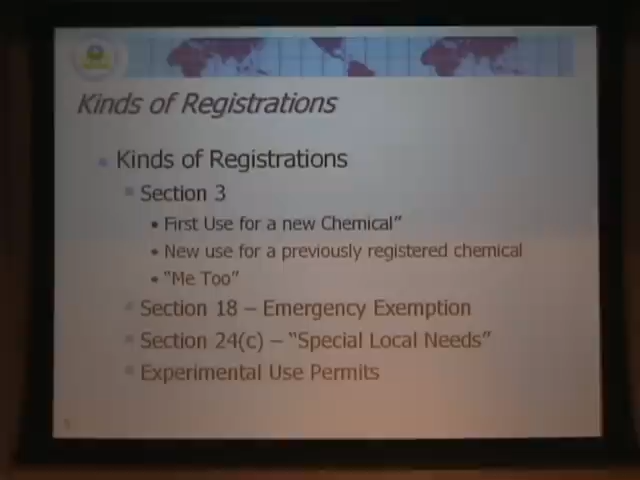 Kinds of Registrations
Kinds of Registrations
Section 3
First Use for a new Chemical”
New use for a previously registered chemical
“Me Too”
Section 18 – Emergency Exemption
Section 24(c) – “Special Local Needs”
Experimental Use Permits